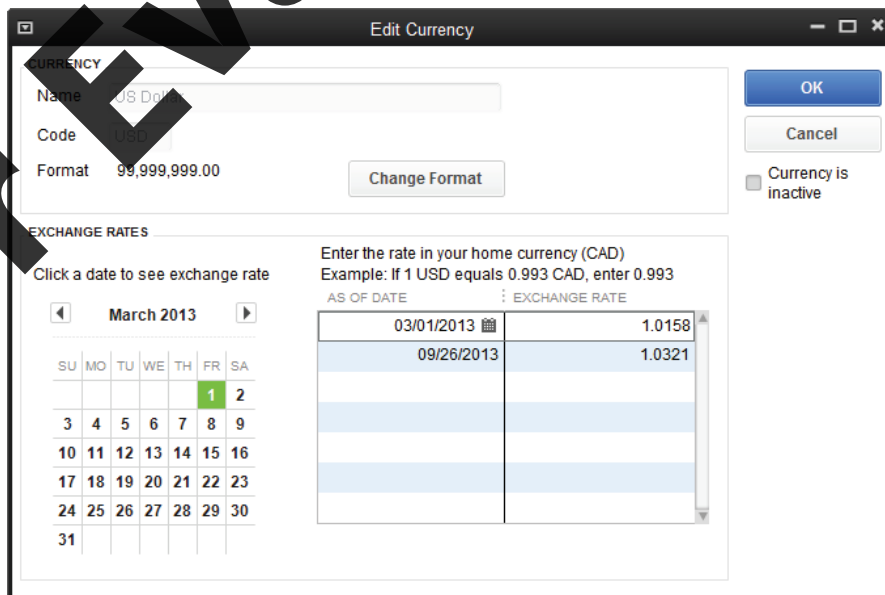 Edit Currency
CURRENCY
Name US Dollar
Code USD
Format 99,999,999.00
Change Format
OK
Cancel
Currency is
inactive
EXCHANGE RATES
Click a date to see exchange rate
March 2013
SU MO TU WE TH FR SA
1 2
3 4 5 6 7 8 9
10 11 12 13 14 15 16
17 18 19 20 21 22 23
24 25 26 27 28 29 30
31
Enter the rate in your home currency (CAD)
Example: If 1 USD equals 0.993 CAD, enter 0.993
AS OF DATE EXCHANGE RATE
03/01/2013 1.0158
09/26/2013 1.0321